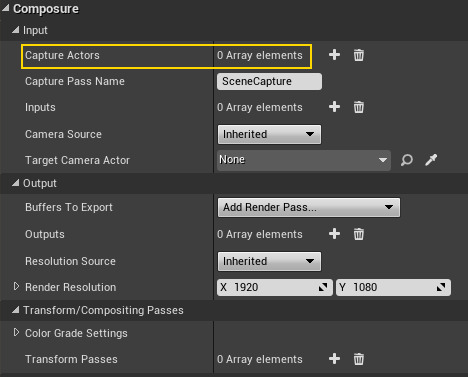 Composure
Input
Capture Actors 0 Array elements
Capture Pass Name SceneCapture
Inputs 0 Array elements
Camera Source Inherited
Target Camera Actor None
Output
Buffers To Export Add Render Pass...
Outputs 0 Array elements
Resolution Source Inherited
Render Resolution X 1920 Y 1080
Transform/Compositing Passes
Color Grade Settings
Transform Passes 0 Array elements